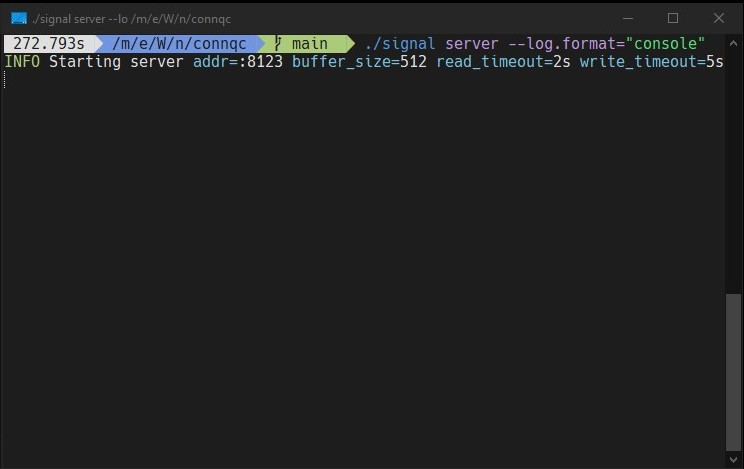 ./signal server --lo /m/e/W/n/connqc
272.793s /m/e/W/n/connqc main ./signal server --log.format="console"
INFO Starting server addr=:8123 buffer_size=512 read_timeout=2s write_timeout=5s